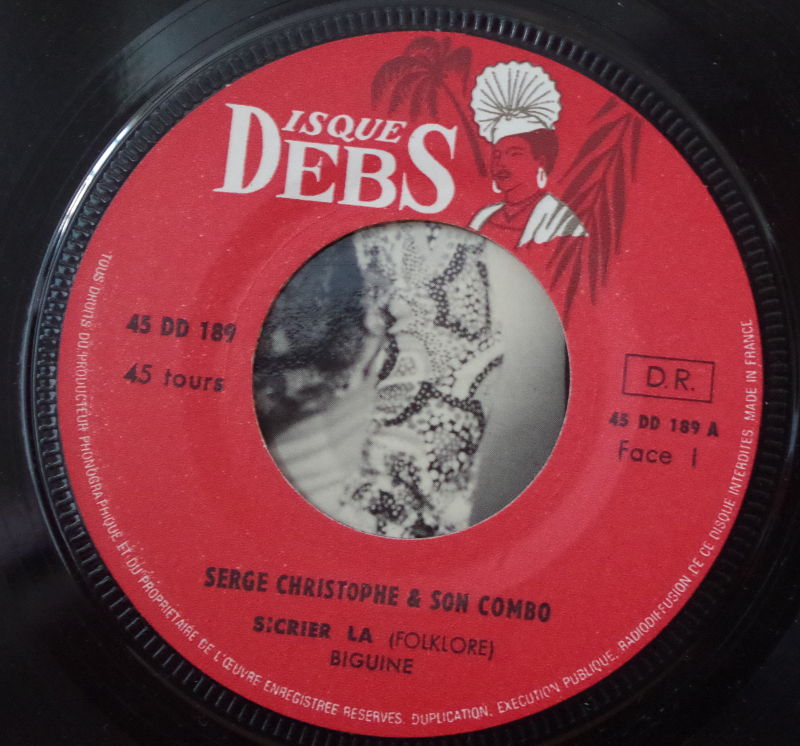 DISQUE
DEBS
45 DD 189
45 tours
D.R.
45 DD 189 A
Face 1
SERGE CHRISTOPHE & SON COMBO
S:CRIER LA (FOLKLORE)
BIGUINE
TOUS DROITS DU PRODUCTEUR PHONOGRAPHIQUE ET DU PROPRIETAIRE DE L'ŒUVRE ENREGISTREE RESERVES. DUPLICATION, EXECUTION PUBLIQUE, RADIODIFFUSION DE CE DISQUE INTERDITES. MADE IN FRANCE